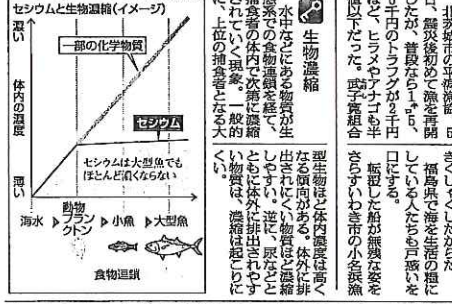 セシウムと生物濃縮(イメージ)
濃い
体内の濃度
薄い
一部の化学物質
セシウム
セシウムは大型魚でも
ほとんど濃くならない
海水
動物
プラン
クトン
小魚
大型魚
食物連鎖
生物濃縮
水中などにある物質が生
態系での食物連鎖を経て、
捕食者の体内で次第に濃縮
されていく現象。一般的
に、上位の捕食者となる大
型生物ほど体内濃度は高く
なる傾向がある。体外に排
出されにくい物質ほど濃縮
しやすい。逆に、尿などと
ともに体外に排出されやす
い物質は、濃縮は起こりに
くい。
、震災後初めて漁を再開
したが、普段なら1㌔5、
円のトラフグが2千円
ほど、ヒラメやアナゴも半
値以下だった。
福島県で海を生活の糧に
している人たちも戸惑いを
口にする。
転覆した船が無残な姿を
さらすいわき市の小名浜漁